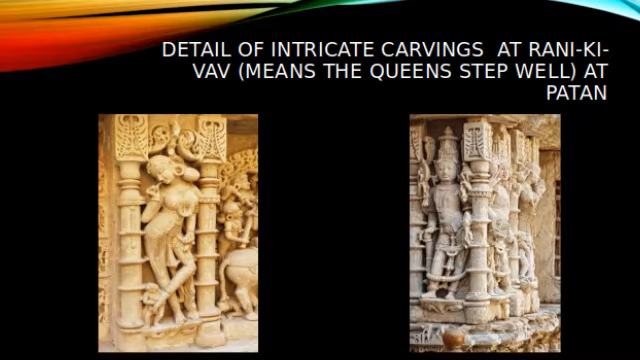 DETAIL OF INTRICATE CARVINGS  AT RANI-KI-
VAV (MEANS THE QUEENS STEP WELL) AT
PATAN